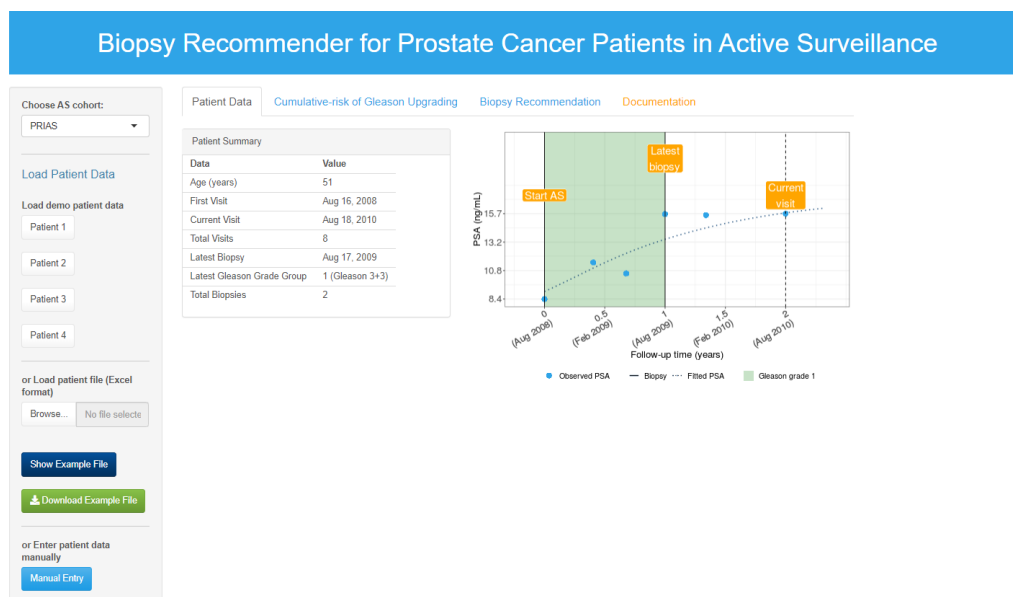 Biopsy Recommender for Prostate Cancer Patients in Active Surveillance
Choose AS cohort:
PRIAS
Load Patient Data
Load demo patient data
Patient 1
Patient 2
Patient 3
Patient 4
or Load patient file (Excel
format)
Browse... No file selecte
Show Example File
Download Example File
or Enter patient data
manually
Manual Entry
Patient Data Cumulative-risk of Gleason Upgrading Biopsy Recommendation Documentation
Patient Summary
Data Value
Age (years) 51
First Visit Aug 16, 2008
Current Visit Aug 18, 2010
Total Visits 8
Latest Biopsy Aug 17, 2009
Latest Gleason Grade Group 1 (Gleason 3+3)
Total Biopsies 2
Start AS
Latest
biopsy
Current
visit
PSA (ng/mL)
15.7
13.2
10.8
8.4
0
(Aug 2008)
0.5
(Feb 2009)
1
(Aug 2009)
1.5
(Feb 2010)
2
(Aug 2010)
Follow-up time (years)
Observed PSA Biopsy Fitted PSA Gleason grade 1